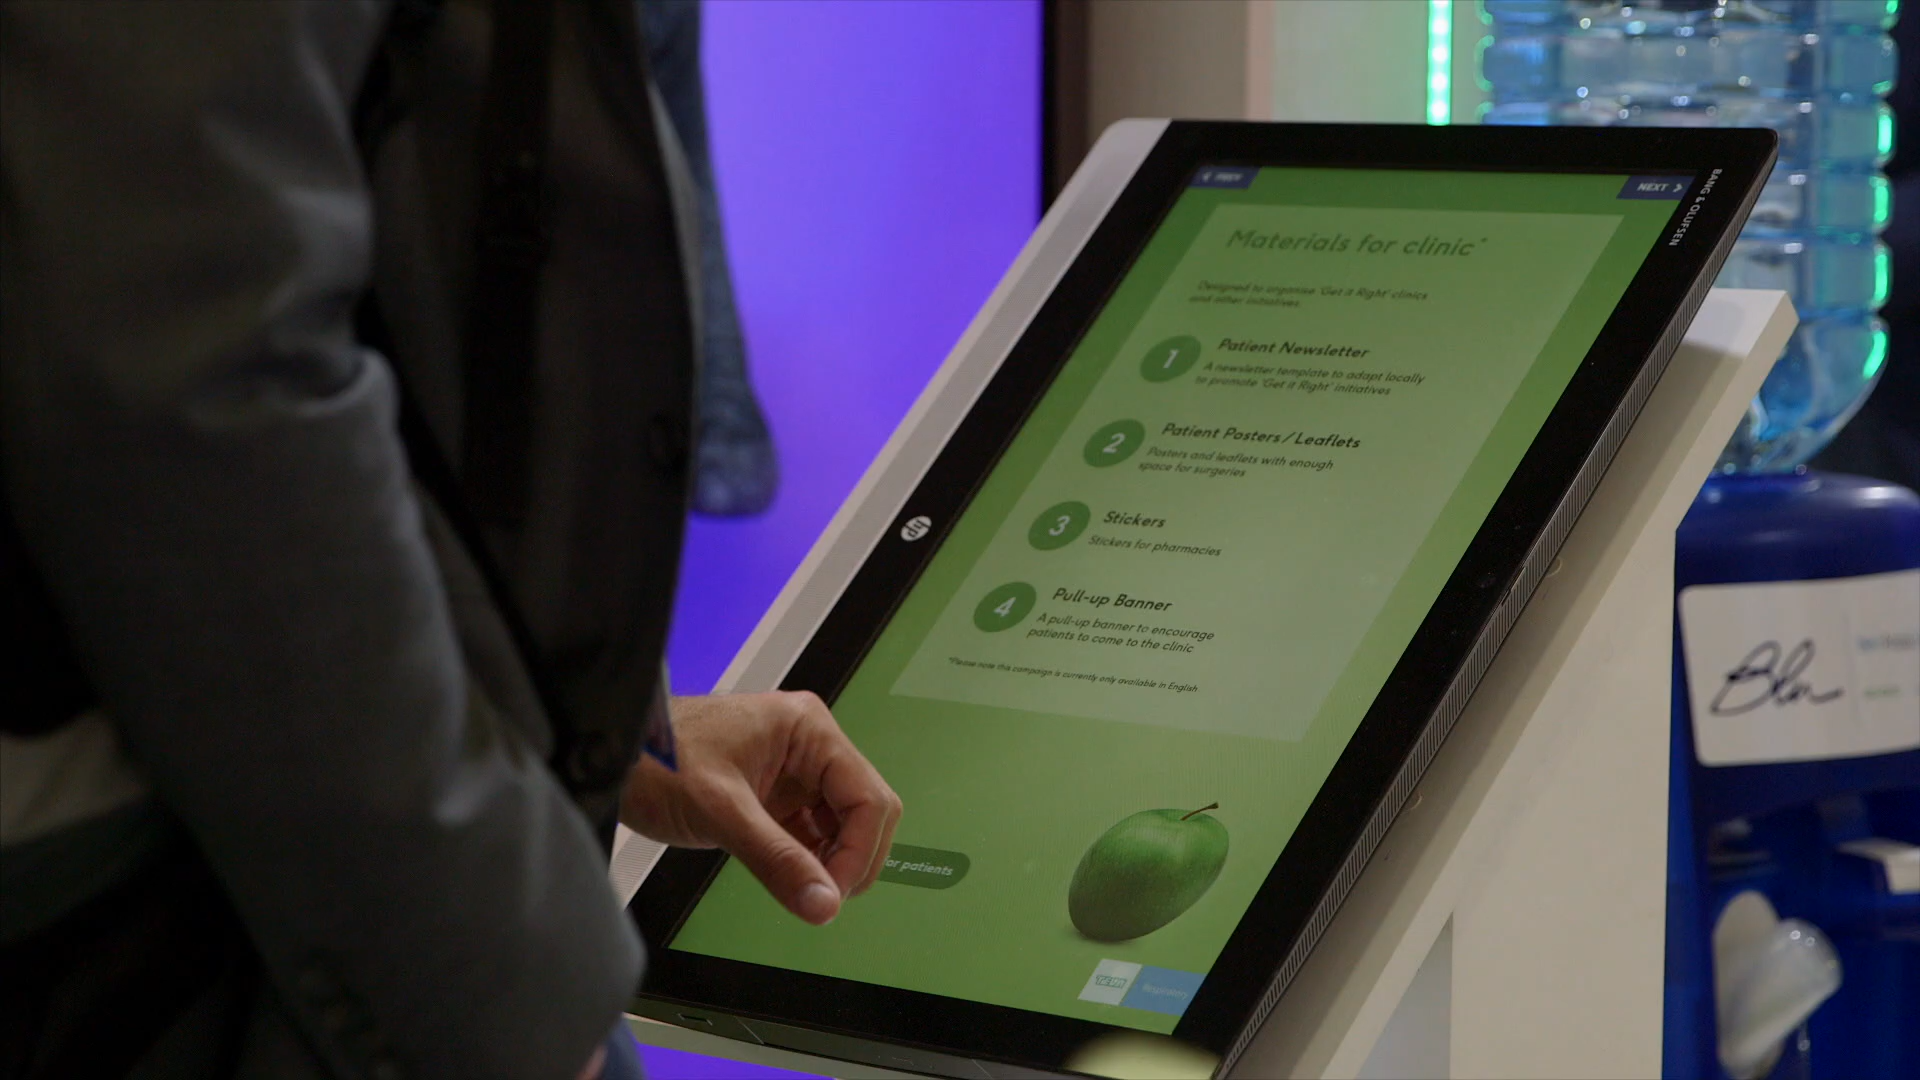 PREV
NEXT
BANG & OLUFSEN
Materials for clinic*
Designed to organise 'Get it Right' clinics
and other initiatives
1
Patient Newsletter
A newsletter template to adapt locally
to promote 'Get it Right' initiatives
2
Patient Posters / Leaflets
Posters and leaflets with enough
space for surgeries
3
Stickers
Stickers for pharmacies
4
Pull-up Banner
A pull-up banner to encourage
patients to come to the clinic
*Please note this campaign is currently only available in English
hp
for patients
TEVA
Respiratory